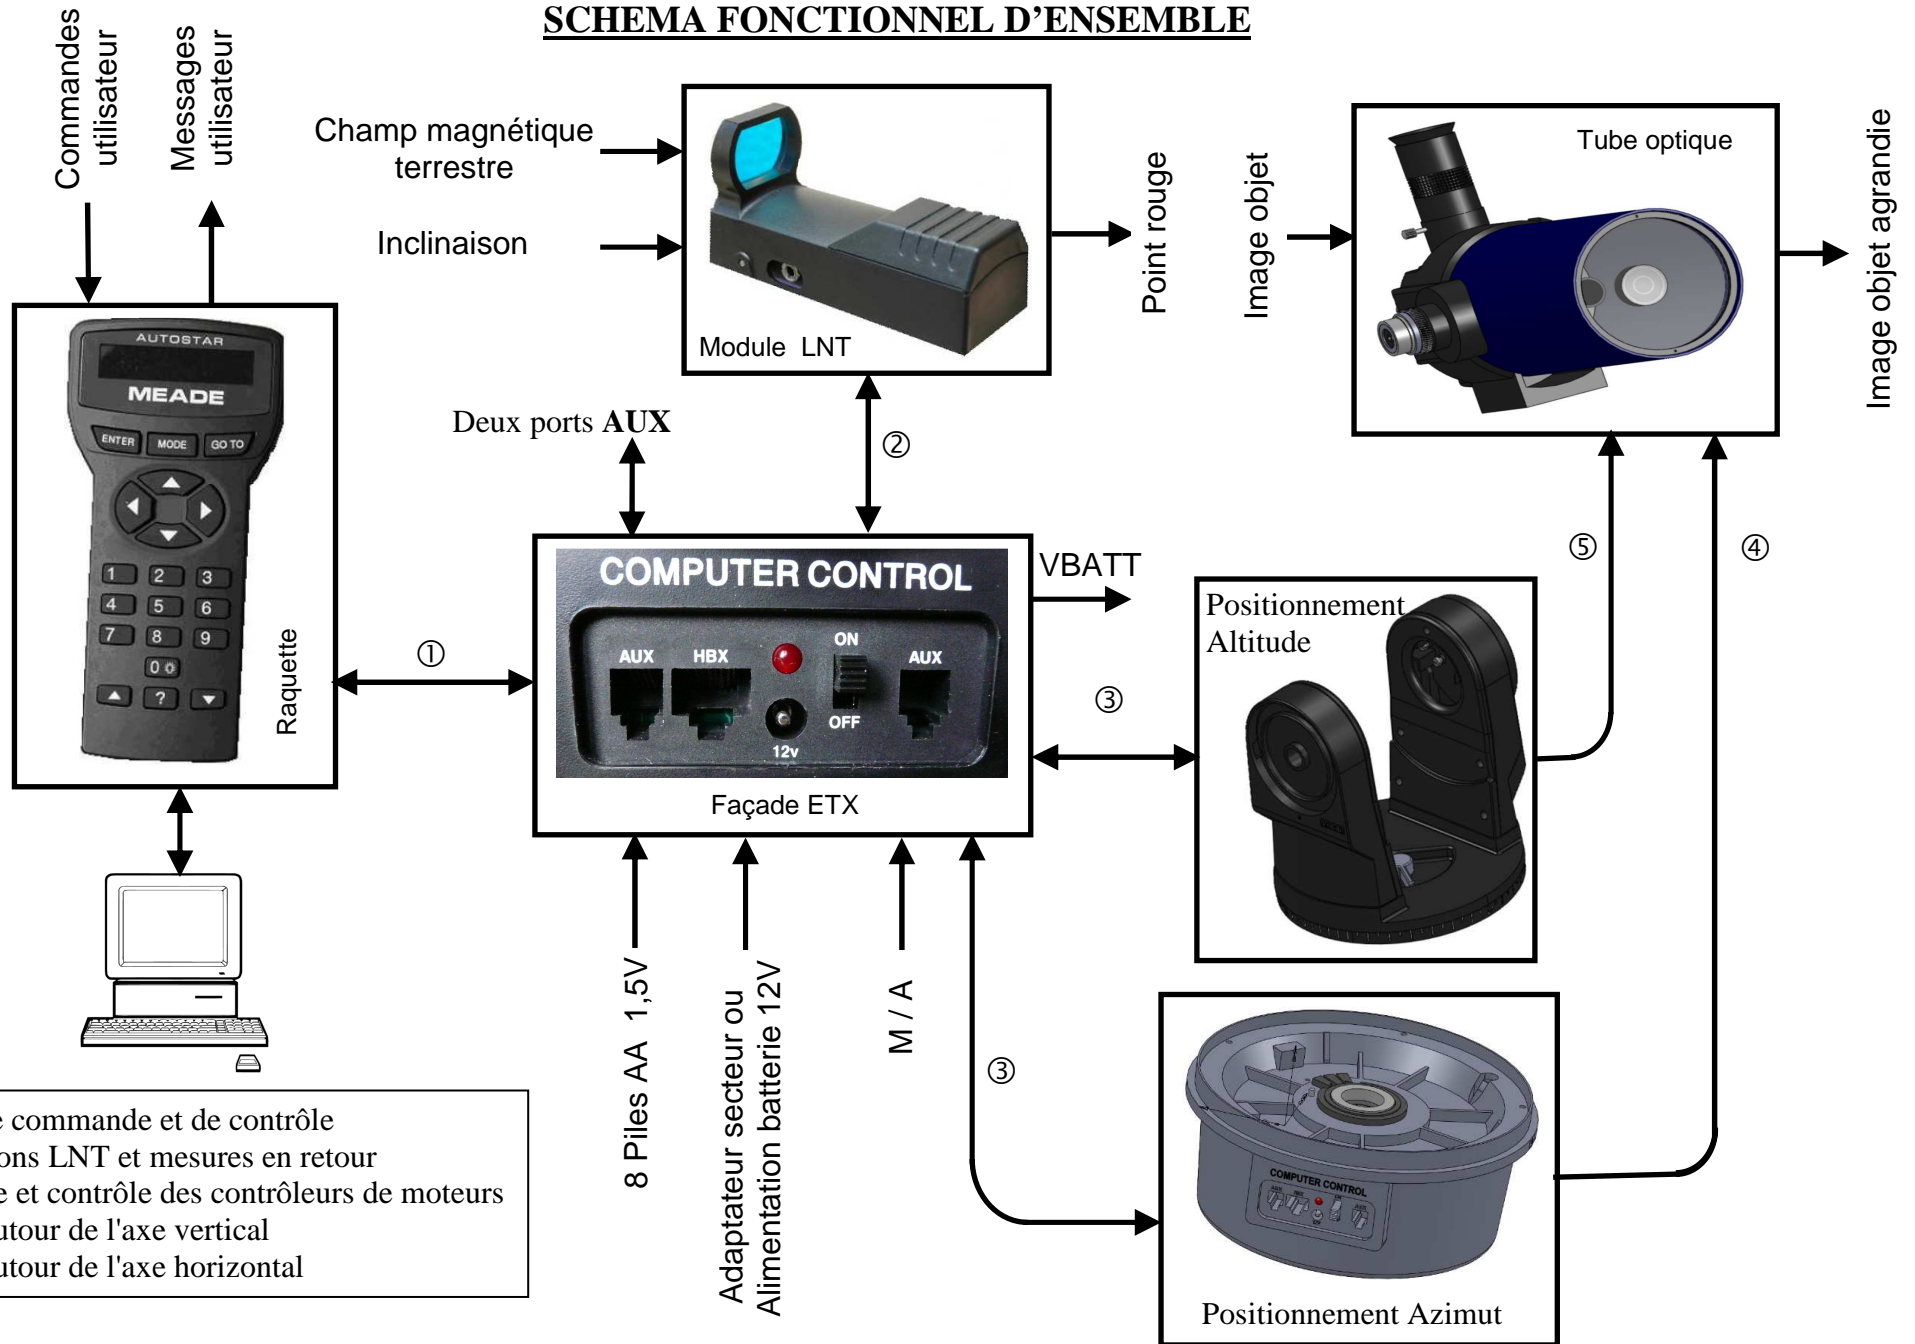 SCHEMA FONCTIONNEL D'ENSEMBLE
Commandes
utilisateur
Messages
utilisateur
Champ magnétique
terrestre
Inclinaison
Module LNT
Point rouge
Image objet
Tube optique
Image objet agrandie
AUTOSTAR
MEADE
ENTER
MODE
GO TO
1 2 3
4 5 6
7 8 9
0
?
Raquette
①
Deux ports AUX
②
COMPUTER CONTROL
AUX
HBX
ON
OFF
12v
AUX
Façade ETX
VBATT
③
Positionnement
Altitude
⑤
④
8 Piles AA 1,5V
Adaptateur secteur ou
Alimentation batterie 12V
M / A
③
COMPUTER CONTROL
Positionnement Azimut
e commande et de contrôle
ons LNT et mesures en retour
e et contrôle des contrôleurs de moteurs
utour de l'axe vertical
utour de l'axe horizontal